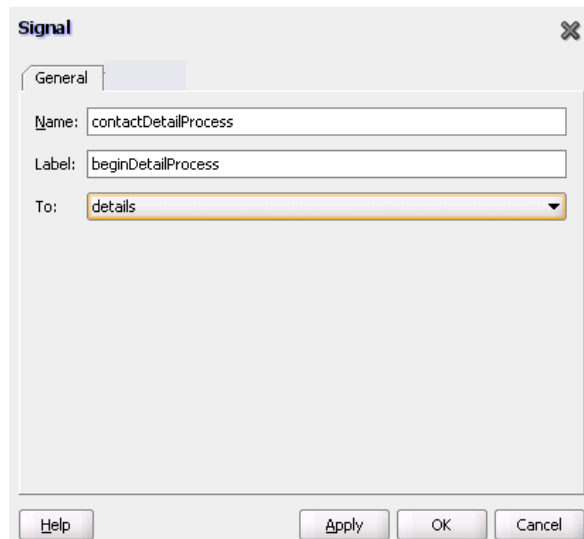 Signal
General
Name: contactDetailProcess
Label: beginDetailProcess
To: details
Help Apply OK Cancel